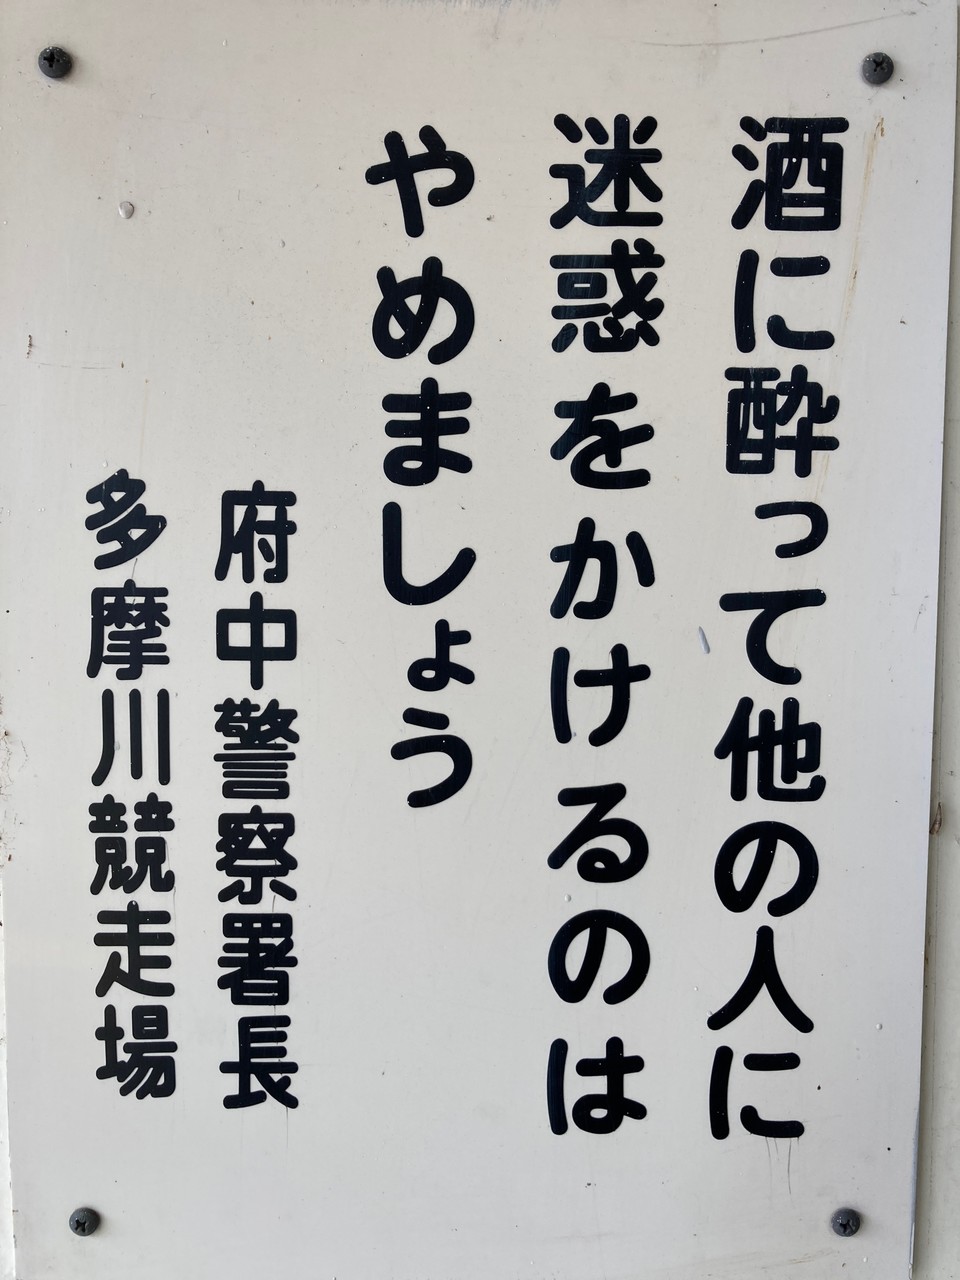 酒に酔って他の人に
迷惑をかけるのは
やめましょう
府中警察署長
多摩川競走場